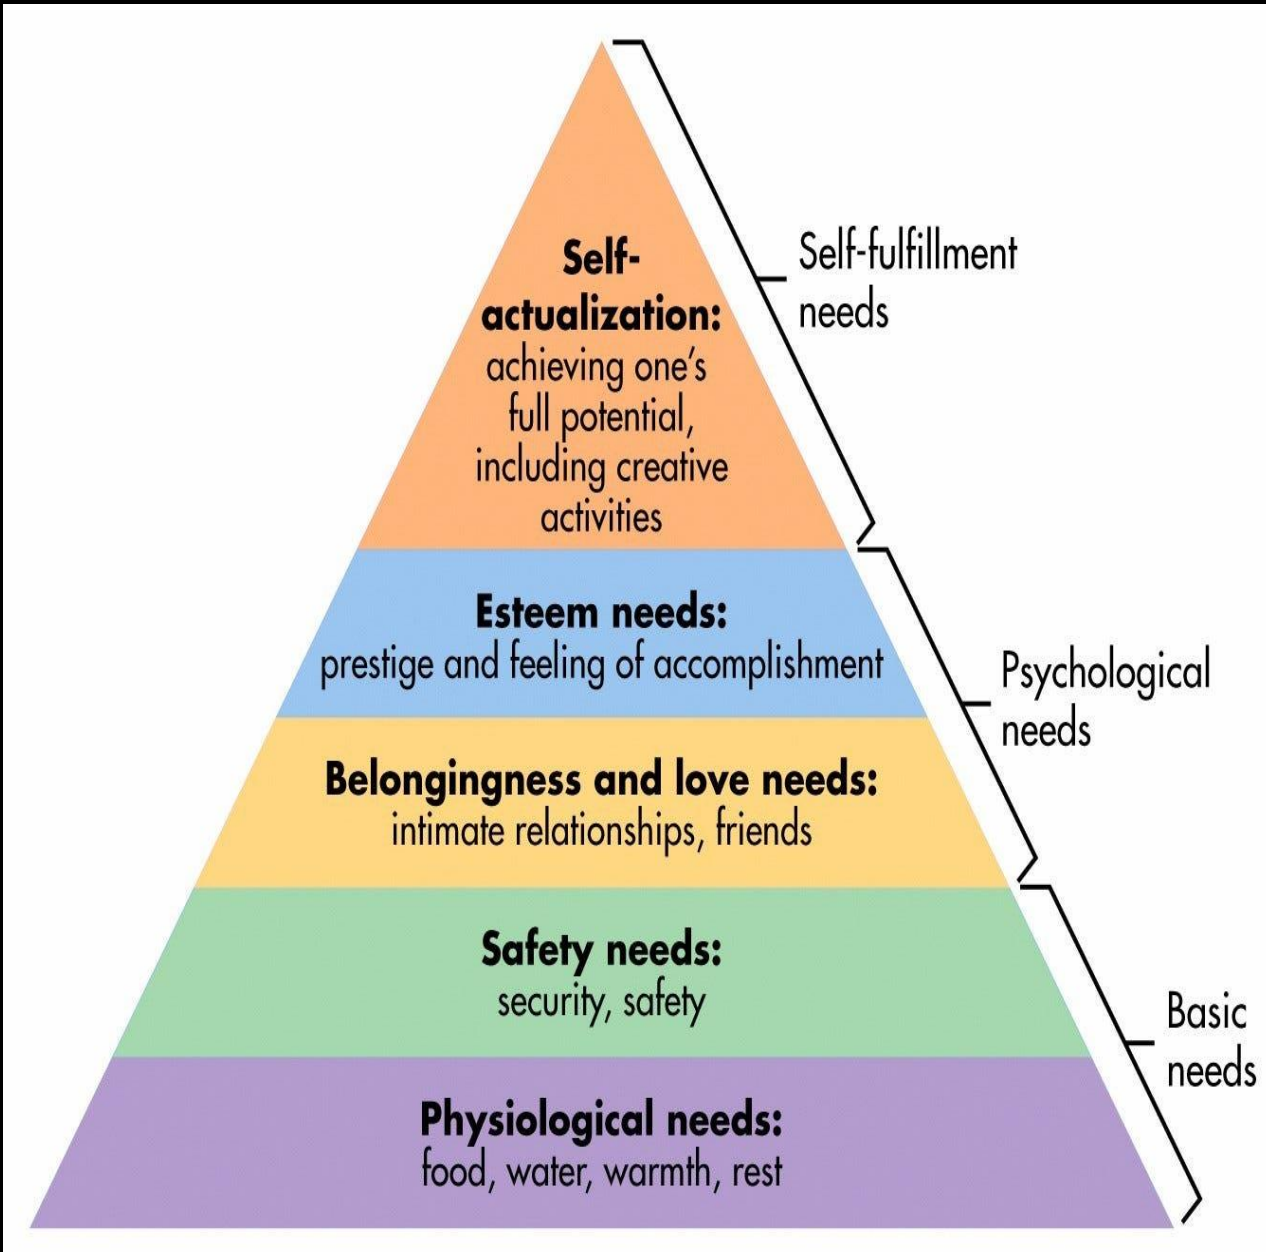 Self-
actualization:
achieving one's
full potential,
including creative
activities
Self-fulfillment
needs
Esteem needs:
prestige and feeling of accomplishment
Psychological
needs
Belongingness and love needs:
intimate relationships, friends
Safety needs:
security, safety
Basic
needs
Physiological needs:
food, water, warmth, rest